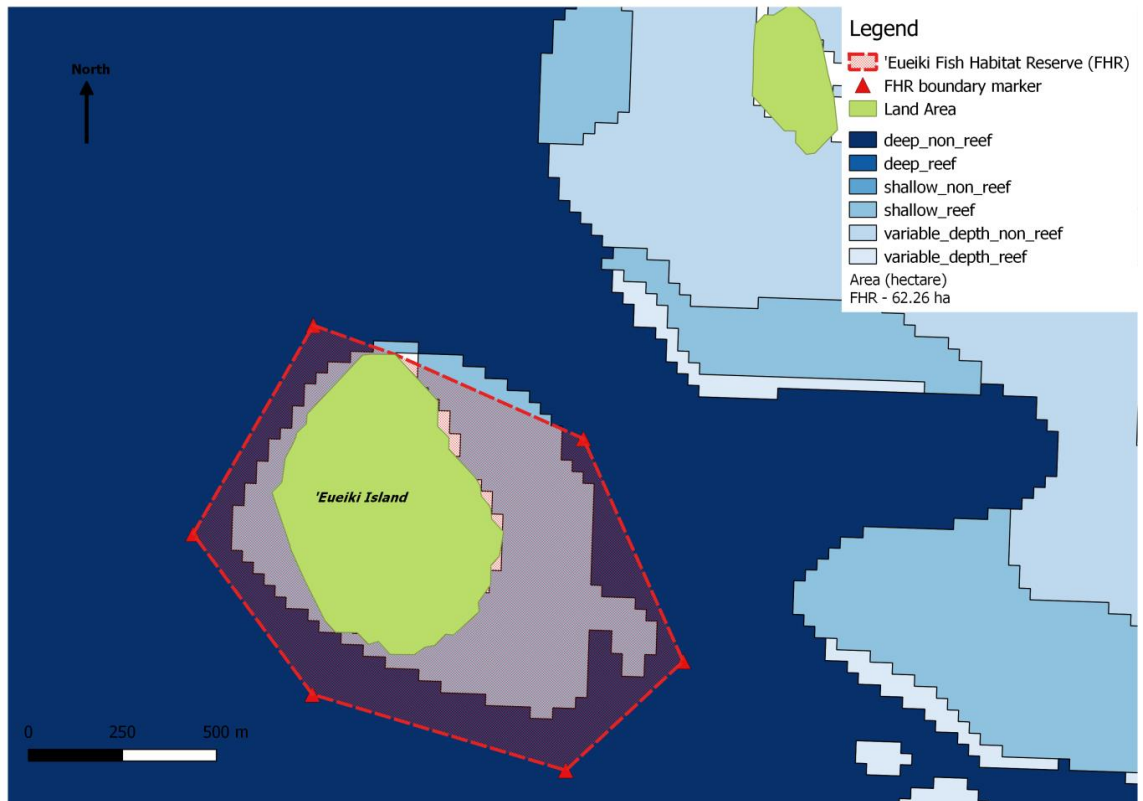 Legend
'Eueiki Fish Habitat Reserve (FHR)
FHR boundary marker
Land Area
deep_non_reef
deep_reef
shallow_non_reef
shallow_reef
variable_depth_non_reef
variable_depth_reef
Area (hectare)
FHR - 62.26 ha
North
'Eueiki Island
0 250 500 m